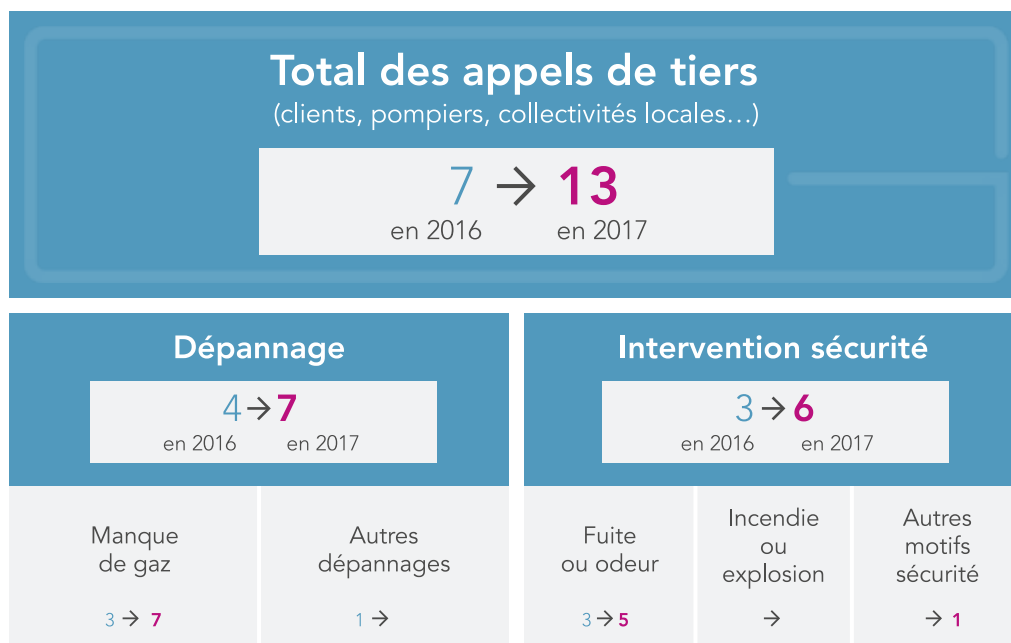 Total des appels de tiers
(clients, pompiers, collectivités locales…)
7 → 13
en 2016 en 2017
Dépannage
4 → 7
en 2016 en 2017
Manque
de gaz
3 → 7
Autres
dépannages
1 →
Intervention sécurité
3 → 6
en 2016 en 2017
Fuite
ou odeur
3 → 5
Incendie
ou
explosion
→
Autres
motifs
sécurité
→ 1